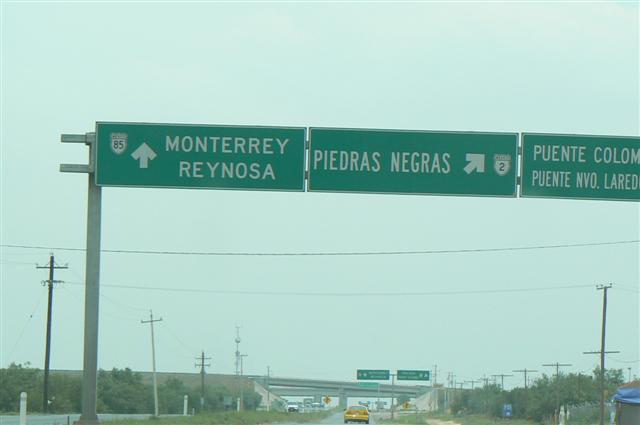 85
MONTERREY
REYNOSA
PIEDRAS NEGRAS
2
PUENTE COLOM
PUENTE NVO. LAREDO